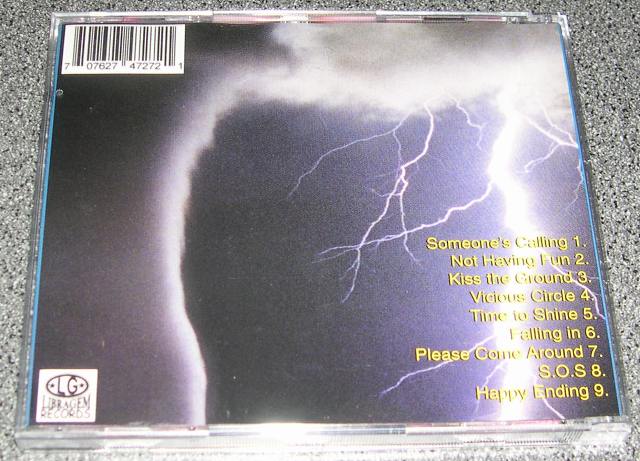 7 07627 47272 1
Someone's Calling 1.
Not Having Fun 2.
Kiss the Ground 3.
Vicious Circle 4.
Time to Shine 5.
Falling in 6.
Please Come Around 7.
S.O.S 8.
Happy Ending 9.
LG
LIBRAGEM
RECORDS